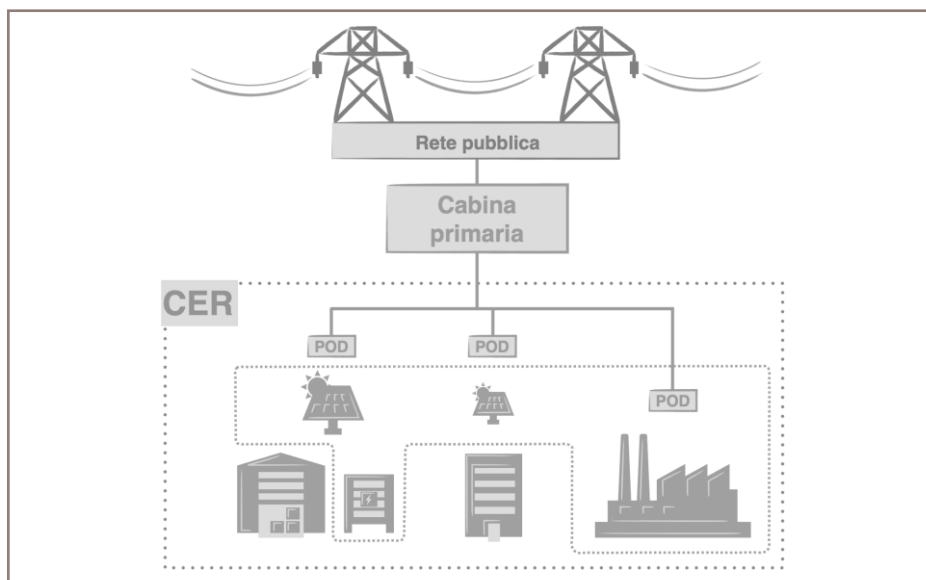 Rete pubblica
Cabina
primaria
CER
POD
POD
POD